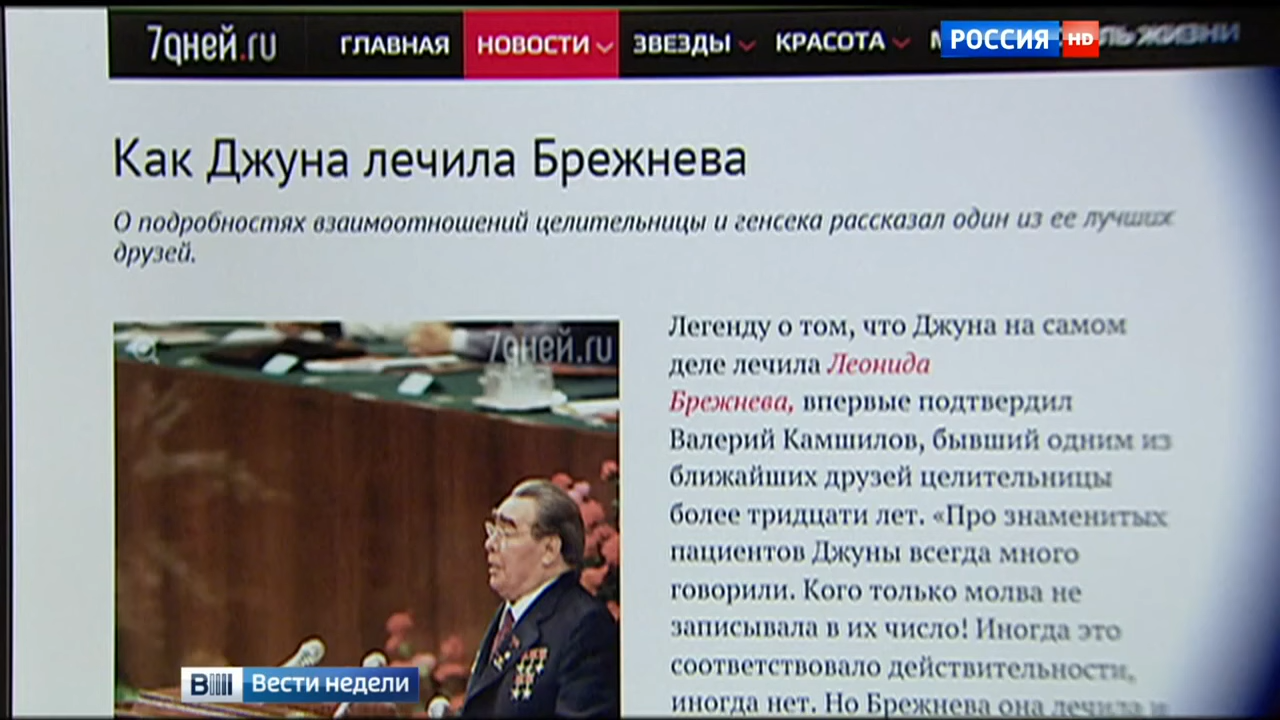 7дней.ru
ГЛАВНАЯ
НОВОСТИ
ЗВЕЗДЫ
КРАСОТА
РОССИЯ HD
ЖИЗНИ
Как Джуна лечила Брежнева
О подробностях взаимоотношений целительницы и генсека рассказал один из ее лучших
друзей.
7дней.ru
Легенду о том, что Джуна на самом
деле лечила Леонида
Брежнева, впервые подтвердил
Валерий Камшилов, бывший одним из
ближайших друзей целительницы
более тридцати лет. «Про знаменитых
пациентов Джуны всегда много
говорили. Кого только молва не
записывала в их число! Иногда это
соответствовало действительности,
иногда нет. Но Брежнева она лечила и
Вести недели